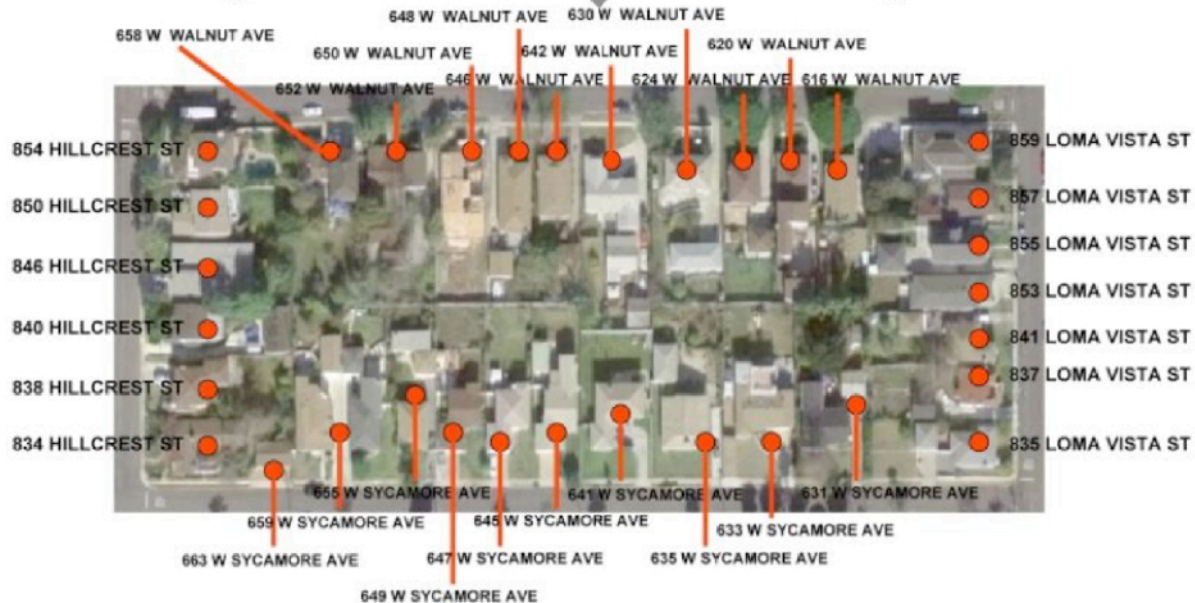 648 W WALNUT AVE
630 W WALNUT AVE
658 W WALNUT AVE
650 W WALNUT AVE
642 W WALNUT AVE
620 W WALNUT AVE
652 W WALNUT AVE
646 W WALNUT AVE
624 W WALNUT AVE
616 W WALNUT AVE
854 HILLCREST ST
859 LOMA VISTA ST
850 HILLCREST ST
857 LOMA VISTA ST
846 HILLCREST ST
855 LOMA VISTA ST
853 LOMA VISTA ST
840 HILLCREST ST
841 LOMA VISTA ST
838 HILLCREST ST
837 LOMA VISTA ST
834 HILLCREST ST
835 LOMA VISTA ST
655 W SYCAMORE AVE
641 W SYCAMORE AVE
631 W SYCAMORE AVE
659 W SYCAMORE AVE
645 W SYCAMORE AVE
633 W SYCAMORE AVE
663 W SYCAMORE AVE
647 W SYCAMORE AVE
635 W SYCAMORE AVE
649 W SYCAMORE AVE